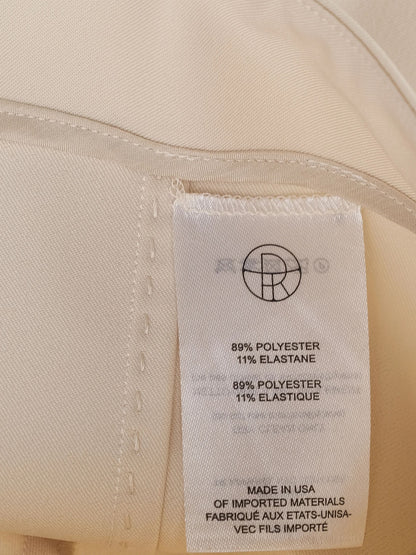 89% POLYESTER
11% ELASTANE
89% POLYESTER
11% ELASTIQUE
MADE IN USA
OF IMPORTED MATERIALS
FABRIQUÉ AUX ETATS-UNISA-
VEC FILS IMPORTÉ